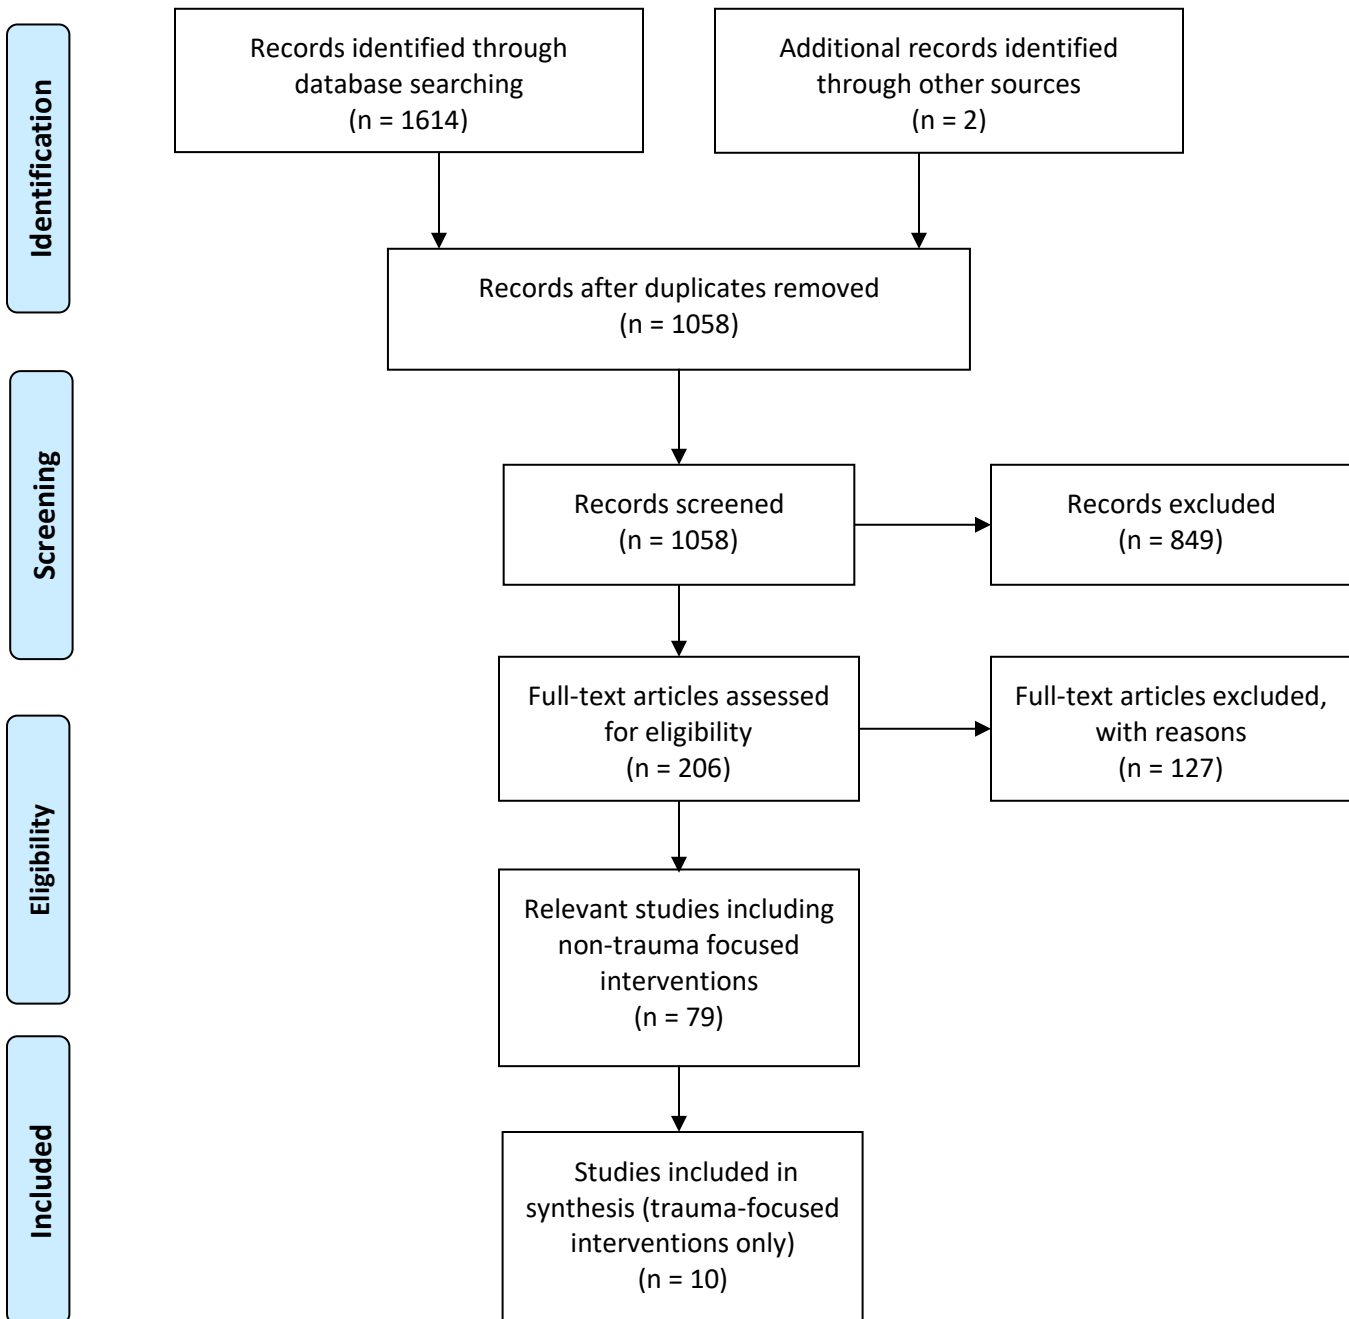 Identification
Records identified through
database searching
(n = 1614)
Additional records identified
through other sources
(n = 2)
Records after duplicates removed
(n = 1058)
Screening
Records screened
(n = 1058)
Records excluded
(n = 849)
Eligibility
Full-text articles assessed
for eligibility
(n = 206)
Full-text articles excluded,
with reasons
(n = 127)
Relevant studies including
non-trauma focused
interventions
(n = 79)
Included
Studies included in
synthesis (trauma-focused
interventions only)
(n = 10)